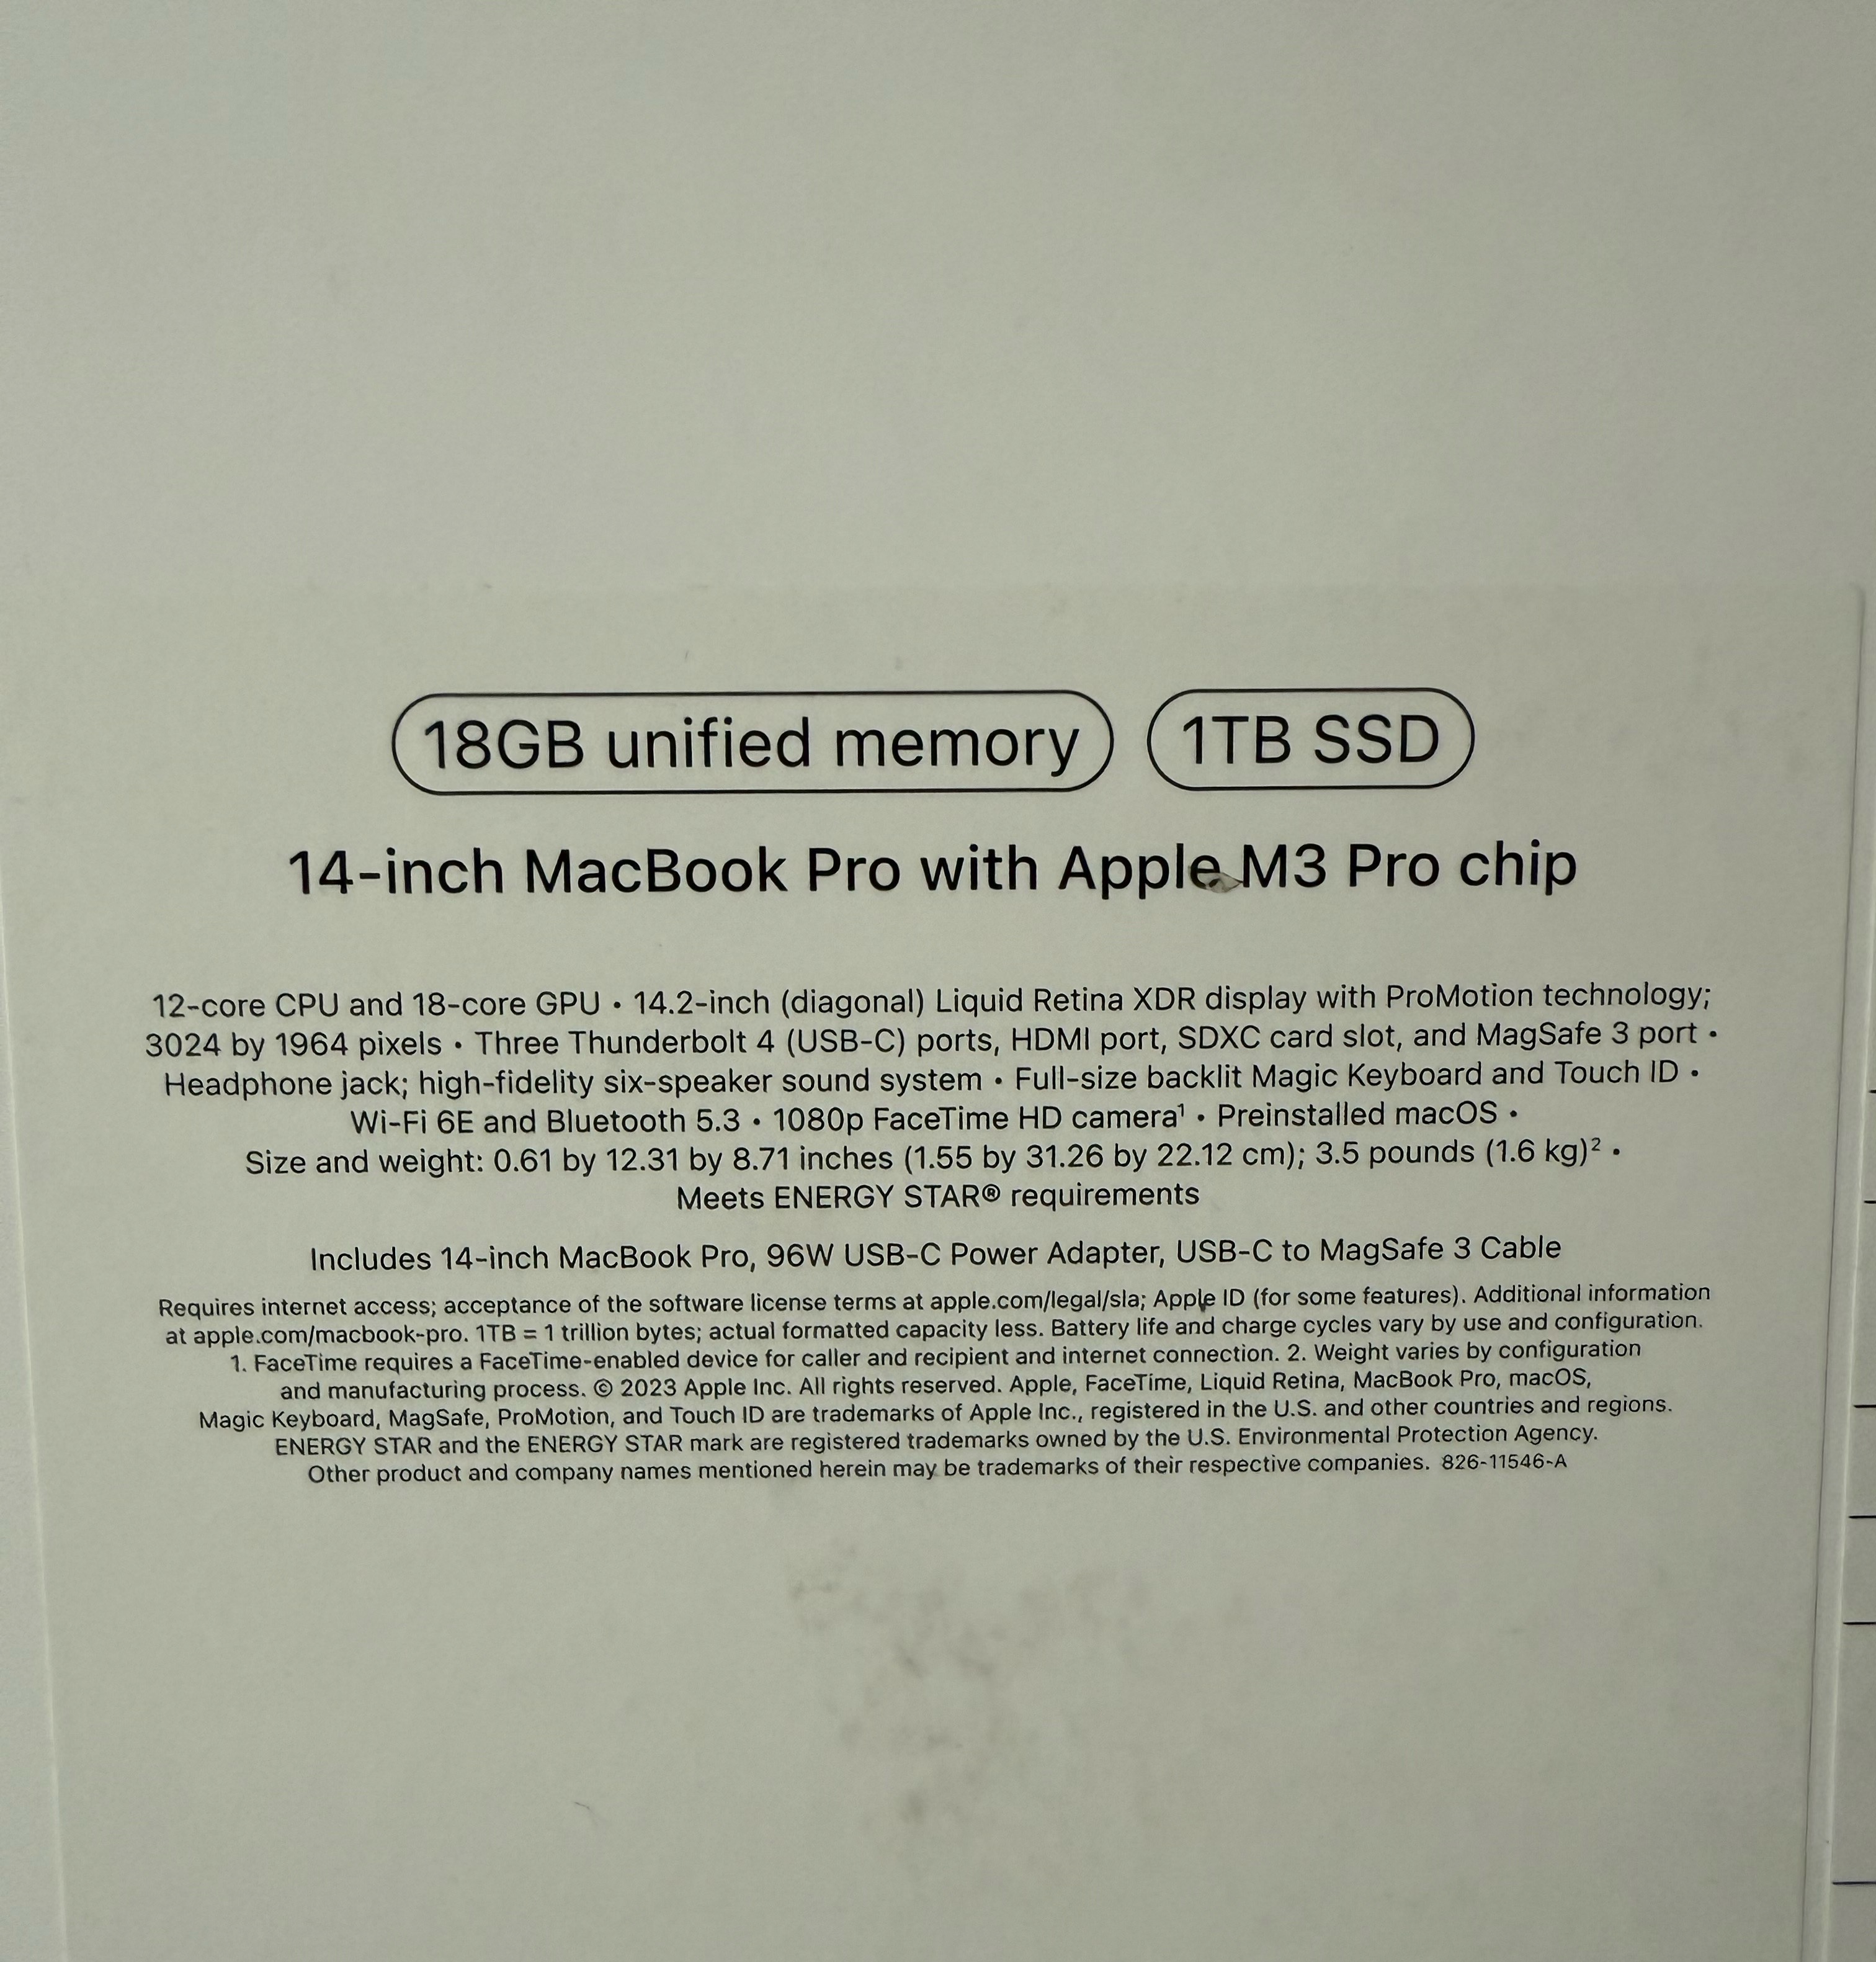 18GB unified memory 1TB SSD
14-inch MacBook Pro with Apple M3 Pro chip
12-core CPU and 18-core GPU • 14.2-inch (diagonal) Liquid Retina XDR display with ProMotion technology;
3024 by 1964 pixels • Three Thunderbolt 4 (USB-C) ports, HDMI port, SDXC card slot, and MagSafe 3 port •
Headphone jack; high-fidelity six-speaker sound system • Full-size backlit Magic Keyboard and Touch ID •
Wi-Fi 6E and Bluetooth 5.3 • 1080p FaceTime HD camera¹ • Preinstalled macOS •
Size and weight: 0.61 by 12.31 by 8.71 inches (1.55 by 31.26 by 22.12 cm); 3.5 pounds (1.6 kg)² •
Meets ENERGY STAR® requirements
Includes 14-inch MacBook Pro, 96W USB-C Power Adapter, USB-C to MagSafe 3 Cable
Requires internet access; acceptance of the software license terms at apple.com/legal/sla; Apple ID (for some features). Additional information
at apple.com/macbook-pro. 1TB = 1 trillion bytes; actual formatted capacity less. Battery life and charge cycles vary by use and configuration.
1. FaceTime requires a FaceTime-enabled device for caller and recipient and internet connection. 2. Weight varies by configuration
and manufacturing process. © 2023 Apple Inc. All rights reserved. Apple, FaceTime, Liquid Retina, MacBook Pro, macOS,
Magic Keyboard, MagSafe, ProMotion, and Touch ID are trademarks of Apple Inc., registered in the U.S. and other countries and regions.
ENERGY STAR and the ENERGY STAR mark are registered trademarks owned by the U.S. Environmental Protection Agency.
Other product and company names mentioned herein may be trademarks of their respective companies. 826-11546-A